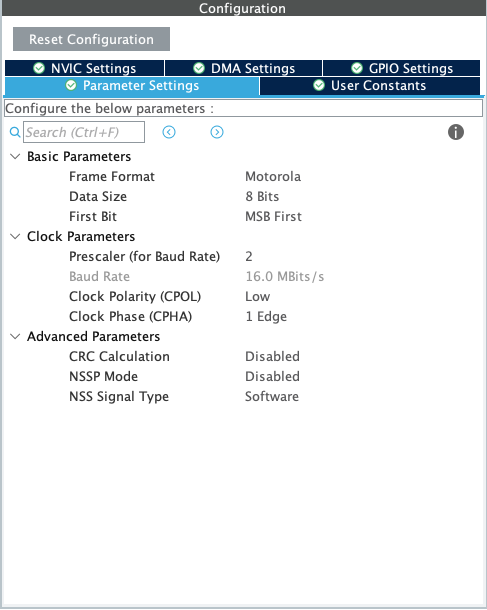 Configuration
Reset Configuration
NVIC Settings DMA Settings GPIO Settings
Parameter Settings User Constants
Configure the below parameters :
Search (Ctrl+F)
Basic Parameters
Frame Format Motorola
Data Size 8 Bits
First Bit MSB First
Clock Parameters
Prescaler (for Baud Rate) 2
Baud Rate 16.0 MBits/s
Clock Polarity (CPOL) Low
Clock Phase (CPHA) 1 Edge
Advanced Parameters
CRC Calculation Disabled
NSSP Mode Disabled
NSS Signal Type Software